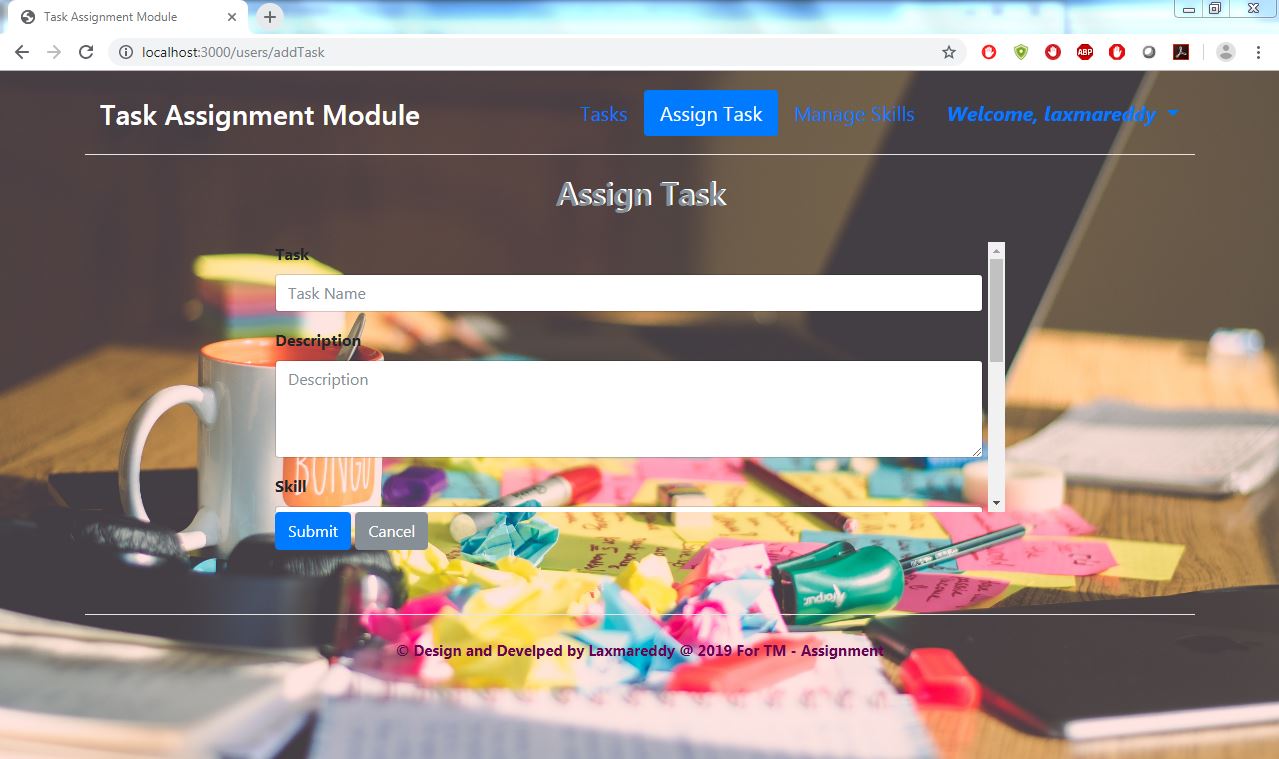 Task Assignment Module
localhost:3000/users/addTask
ABP
Task Assignment Module
Tasks
Assign Task
Manage Skills
Welcome, laxmareddy
Assign Task
Task
Task Name
Description
Description
BONGO
Skill
Submit
Cancel
© Design and Develped by Laxmareddy @ 2019 For TM - Assignment